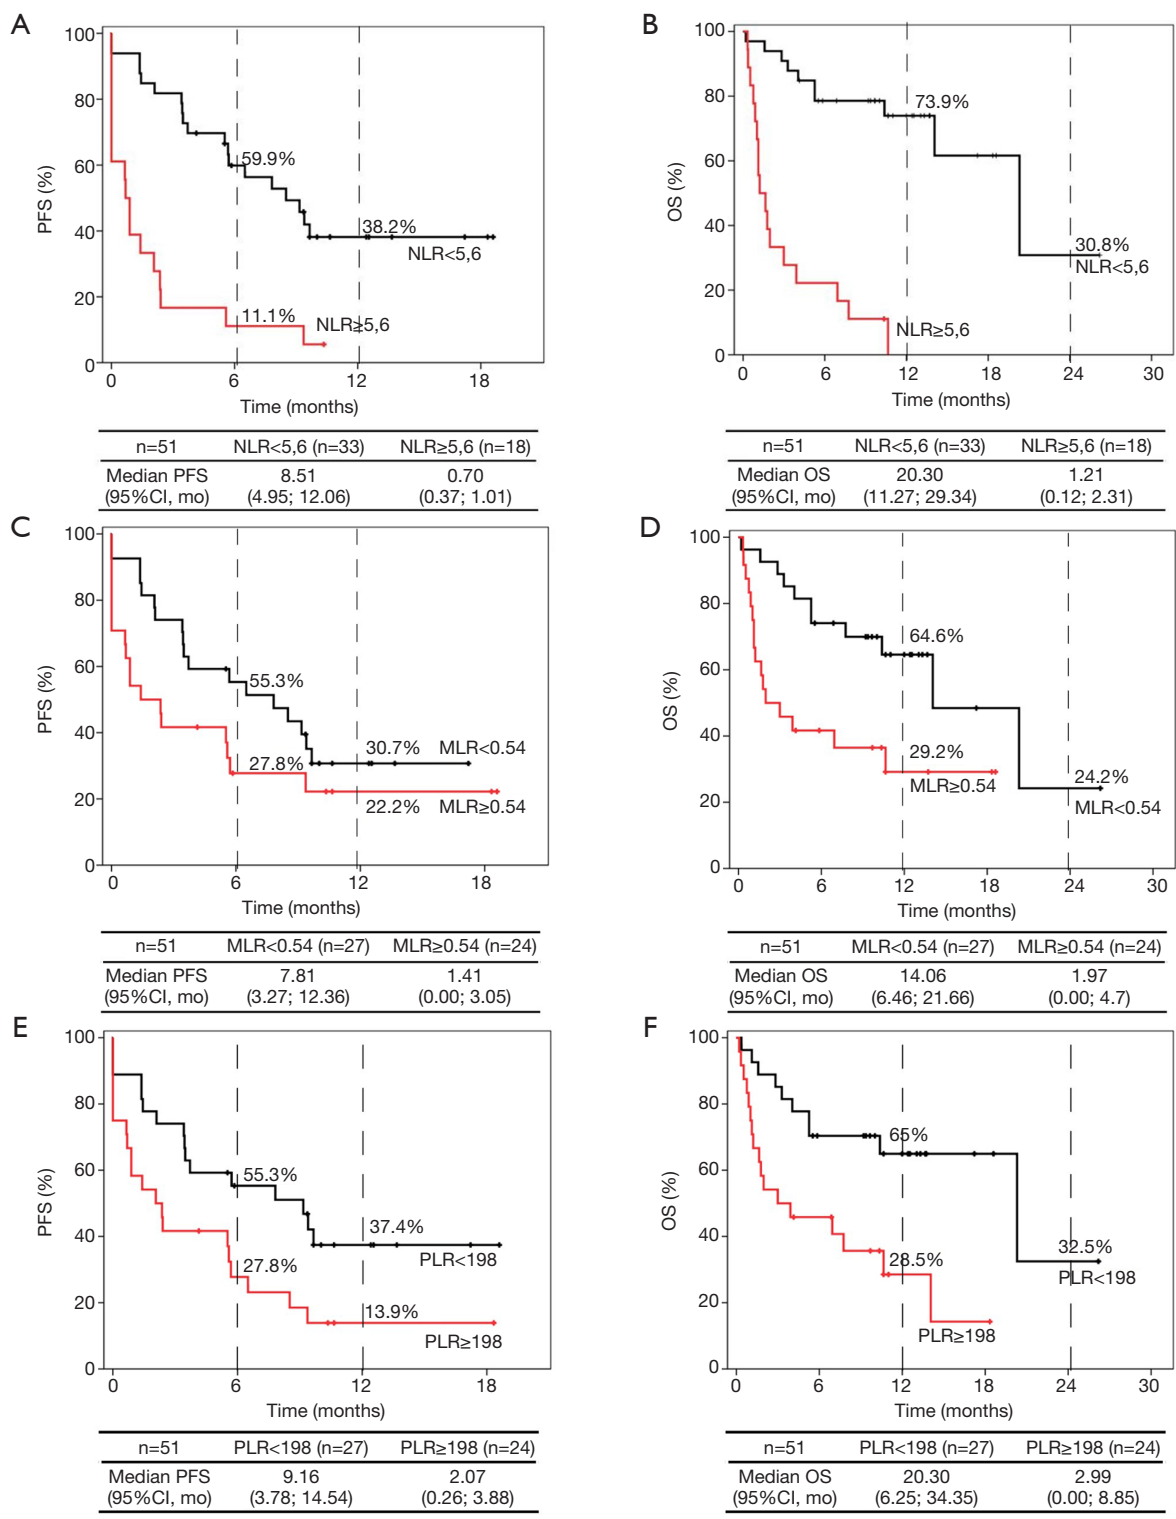 A
PFS (%)
100
80
60
40
20
0
59.9%
38.2%
NLR<5,6
11.1%
NLR≥5,6
0 6 12 18
Time (months)
n=51 NLR<5,6 (n=33) NLR≥5,6 (n=18)
Median PFS 8.51 0.70
(95%CI, mo) (4.95; 12.06) (0.37; 1.01)
B
OS (%)
100
80
60
40
20
0
73.9%
30.8%
NLR<5,6
NLR≥5,6
0 6 12 18 24 30
Time (months)
n=51 NLR<5,6 (n=33) NLR≥5,6 (n=18)
Median OS 20.30 1.21
(95%CI, mo) (11.27; 29.34) (0.12; 2.31)
C
PFS (%)
100
80
60
40
20
0
55.3%
30.7% MLR<0.54
27.8%
22.2% MLR≥0.54
0 6 12 18
Time (months)
n=51 MLR<0.54 (n=27) MLR≥0.54 (n=24)
Median PFS 7.81 1.41
(95%CI, mo) (3.27; 12.36) (0.00; 3.05)
D
OS (%)
100
80
60
40
20
0
64.6%
29.2%
MLR≥0.54
24.2%
MLR<0.54
0 6 12 18 24 30
Time (months)
n=51 MLR<0.54 (n=27) MLR≥0.54 (n=24)
Median OS 14.06 1.97
(95%CI, mo) (6.46; 21.66) (0.00; 4.7)
E
PFS (%)
100
80
60
40
20
0
55.3%
37.4%
PLR<198
27.8%
13.9%
PLR≥198
0 6 12 18
Time (months)
n=51 PLR<198 (n=27) PLR≥198 (n=24)
Median PFS 9.16 2.07
(95%CI, mo) (3.78; 14.54) (0.26; 3.88)
F
OS (%)
100
80
60
40
20
0
65%
32.5%
28.5%
PLR<198
PLR≥198
0 6 12 18 24 30
Time (months)
n=51 PLR<198 (n=27) PLR≥198 (n=24)
Median OS 20.30 2.99
(95%CI, mo) (6.25; 34.35) (0.00; 8.85)